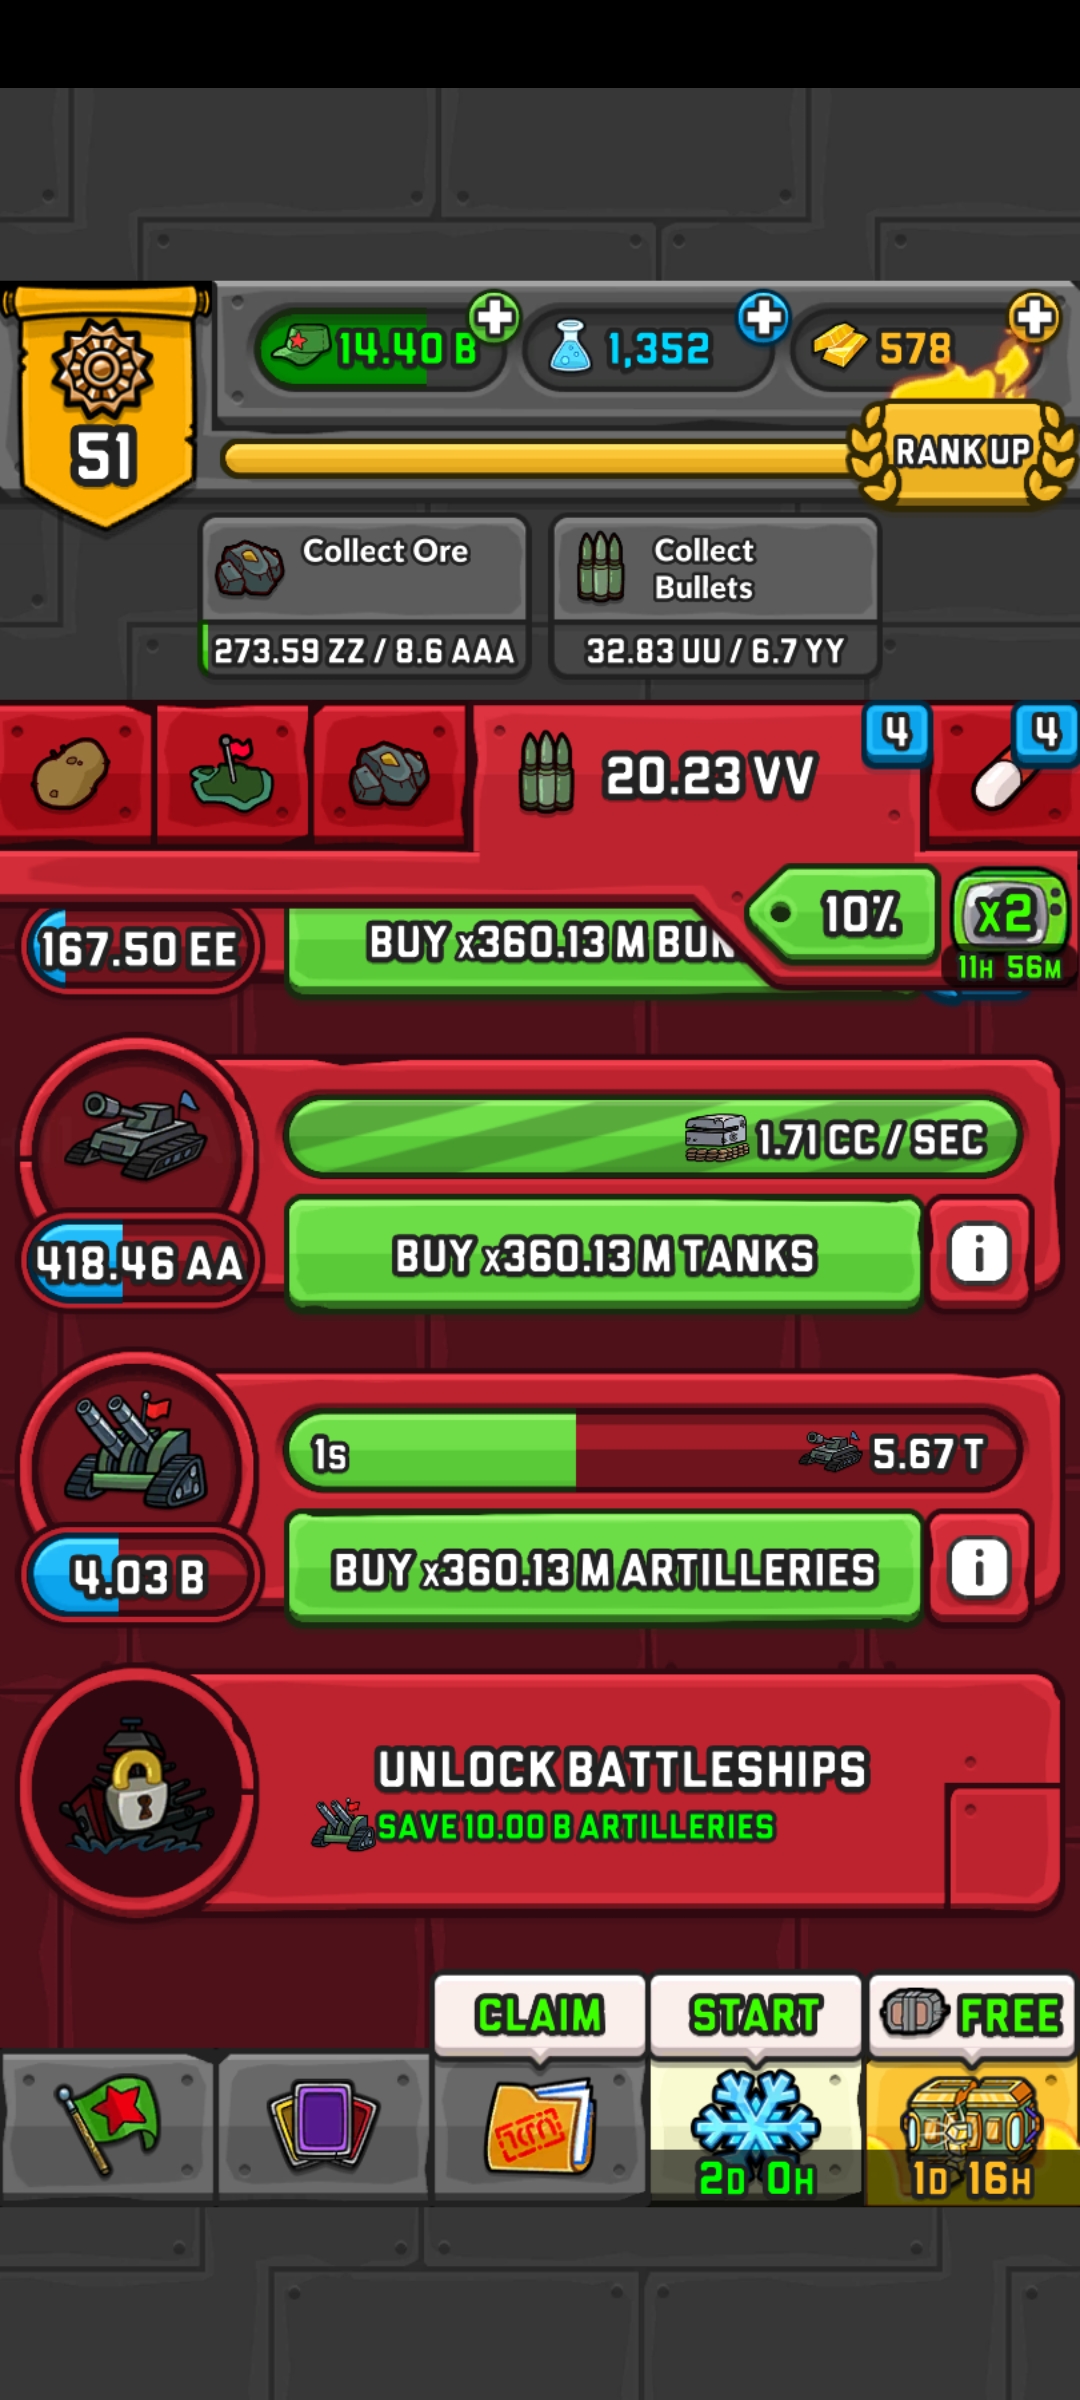 14.40 B
1,352
578
51
RANK UP
Collect Ore
273.59 ZZ / 8.6 AAA
Collect
Bullets
32.83 UU / 6.7 YY
20.23 VV
4
4
10%
x2
11H 56M
167.50 EE
BUY x360.13 M BUN
1.71 CC / SEC
418.46 AA
BUY x360.13 M TANKS
i
1s
5.67 T
4.03 B
BUY x360.13 M ARTILLERIES
i
UNLOCK BATTLESHIPS
SAVE 10.00 B ARTILLERIES
CLAIM
START
FREE
2D 0H
1D 16H